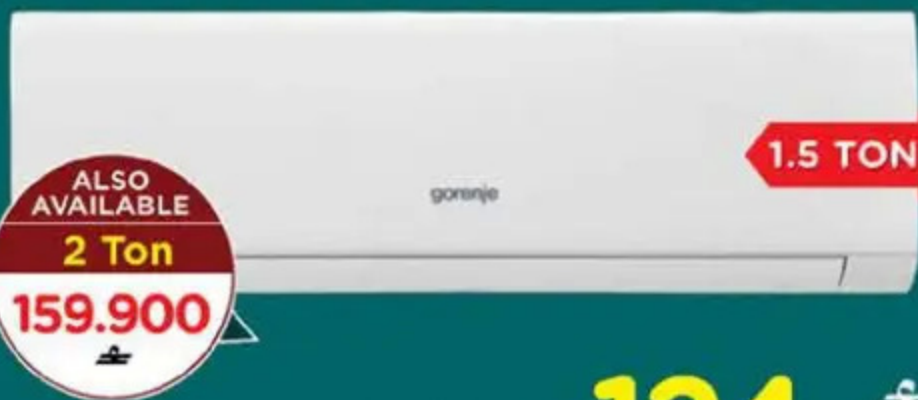 gorenje
1.5 TON
ALSO
AVAILABLE
2 Ton
159.900